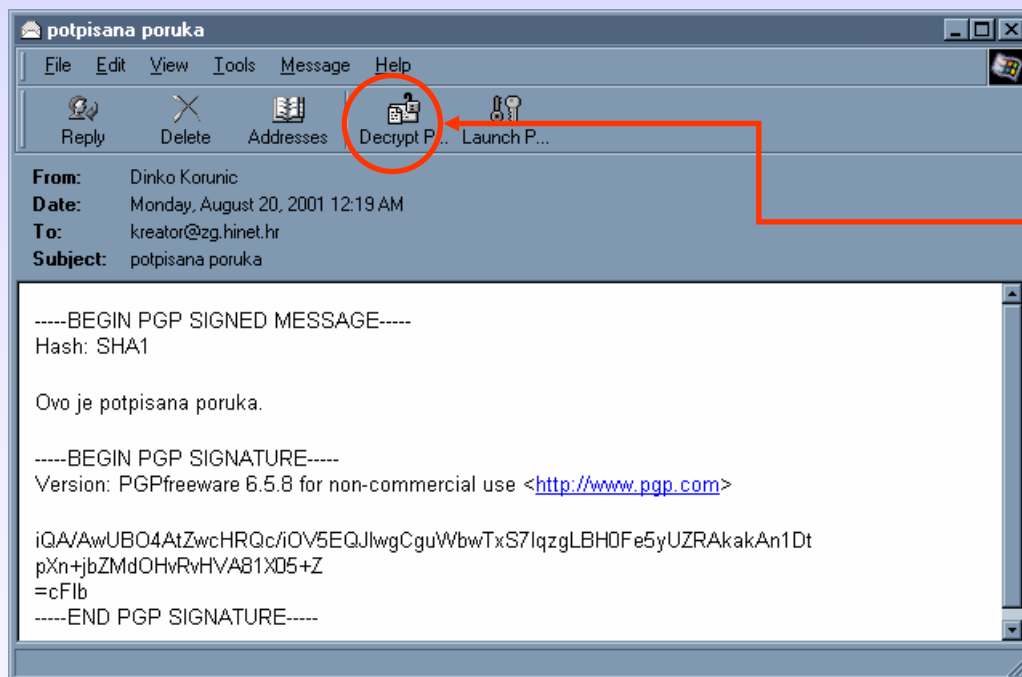 potpisana poruka
File Edit View Tools Message Help
Reply Delete Addresses Decrypt P... Launch P...
From: Dinko Korunic
Date: Monday, August 20, 2001 12:19 AM
To: kreator@zg.hinet.hr
Subject: potpisana poruka
-----BEGIN PGP SIGNED MESSAGE-----
Hash: SHA1
Ovo je potpisana poruka.
-----BEGIN PGP SIGNATURE-----
Version: PGPfreeware 6.5.8 for non-commercial use <http://www.pgp.com>
iQA/AwUBO4AtZwcHRQc/iOV5EQJlwgCguWbwTxS7IqzgLBH0Fe5yUZRAkakAn1Dt
pXn+jbZMdOHvRvHVA81X05+Z
=cFIb
-----END PGP SIGNATURE-----